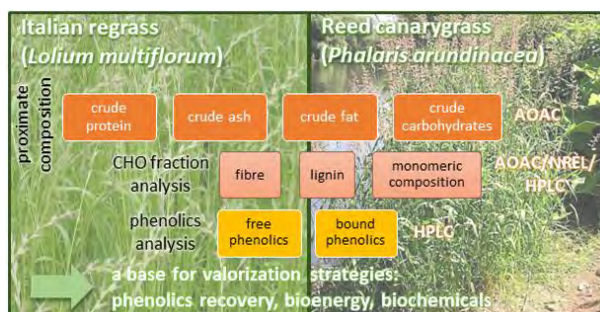 Italian regrass
(Lolium multiflorum)
Reed canarygrass
(Phalaris arundinacea)
proximate
composition
crude
protein
crude ash
crude fat
crude
carbohydrates
AOAC
CHO fraction
analysis
fibre
lignin
monomeric
composition
AOAC/NREL/
HPLC
phenolics
analysis
free
phenolics
bound
phenolics
HPLC
a base for valorization strategies:
phenolics recovery, bioenergy, biochemicals